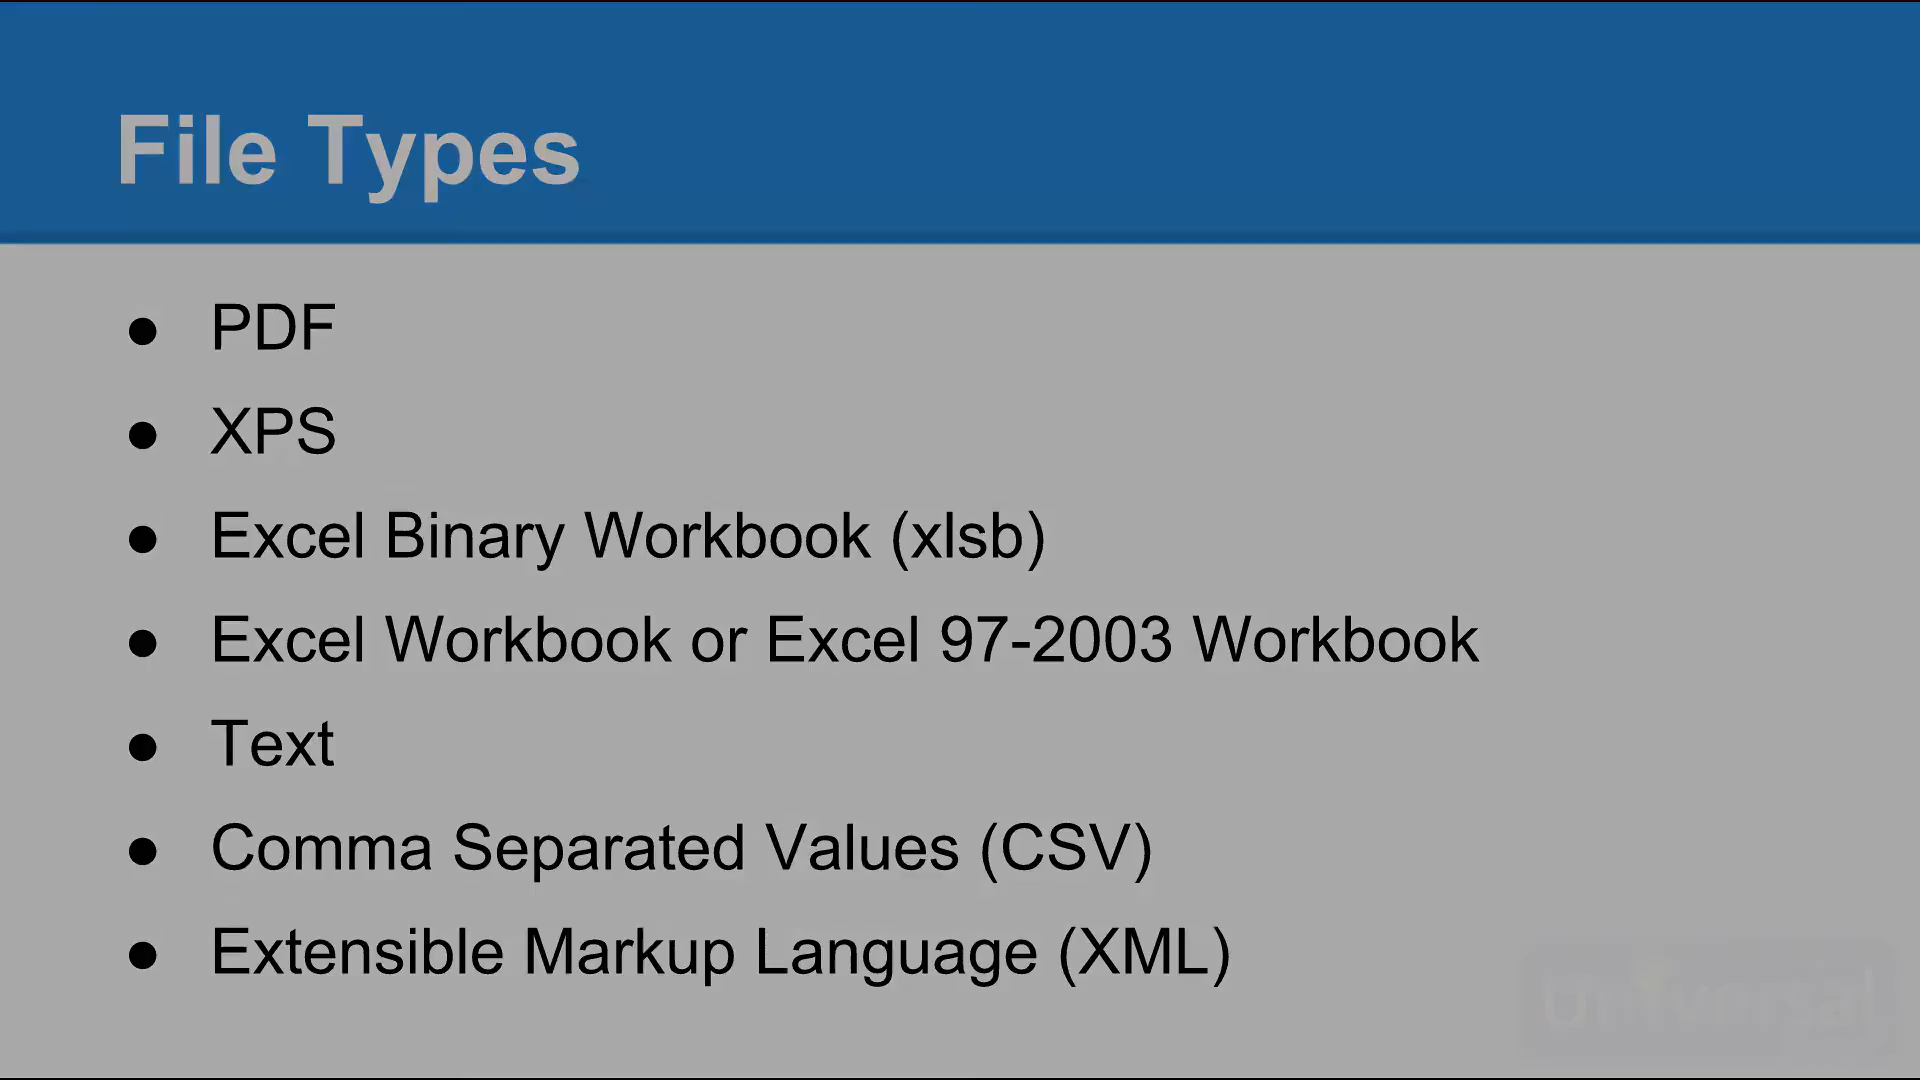 File Types
● PDF
● XPS
● Excel Binary Workbook (xlsb)
● Excel Workbook or Excel 97-2003 Workbook
● Text
● Comma Separated Values (CSV)
● Extensible Markup Language (XML)
Universal